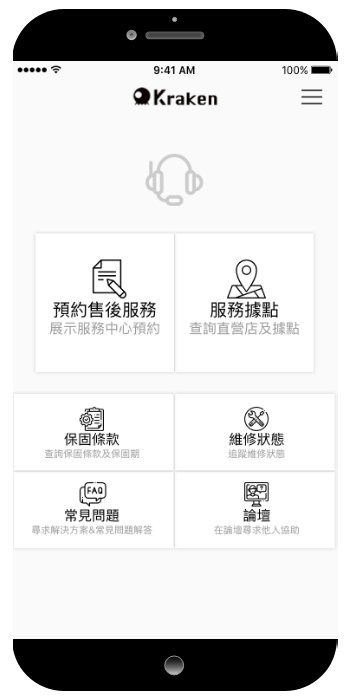 9:41 AM
100%
Kraken
預約售後服務
展示服務中心預約
服務據點
查詢直營店及據點
保固條款
查詢保固條款及保固期
維修狀態
追蹤維修狀態
FAQ
常見問題
尋求解決方案&常見問題解答
論壇
在論壇尋求他人協助